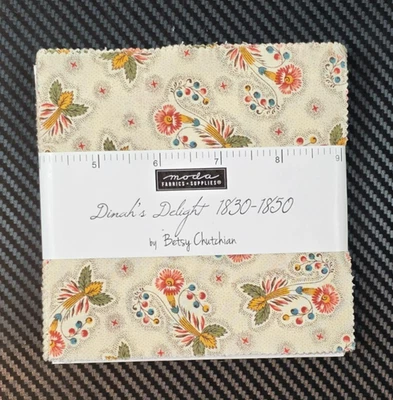 5 6 7 8 9
moda
FABRICS + SUPPLIES
Dinah's Delight 1830-1850
by Betsy Chutchian